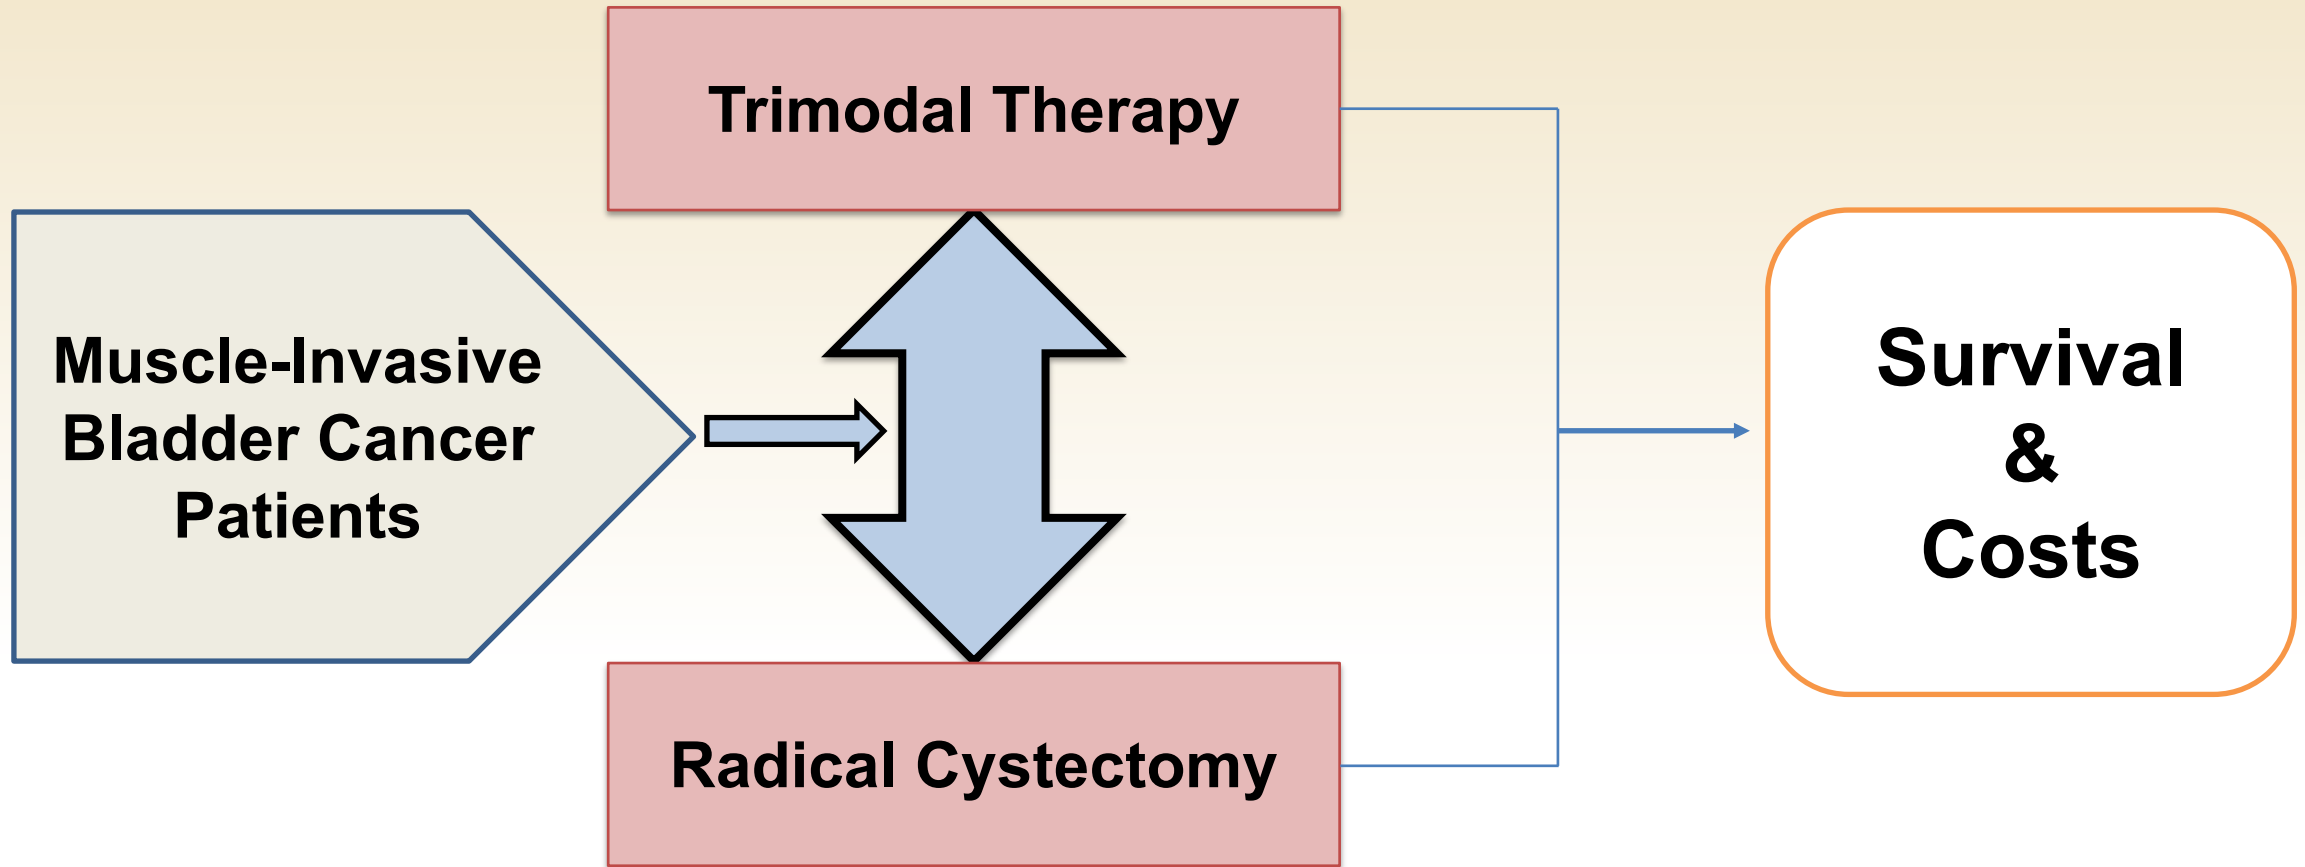 Trimodal Therapy
Muscle-Invasive
Bladder Cancer
Patients
Survival
&
Costs
Radical Cystectomy